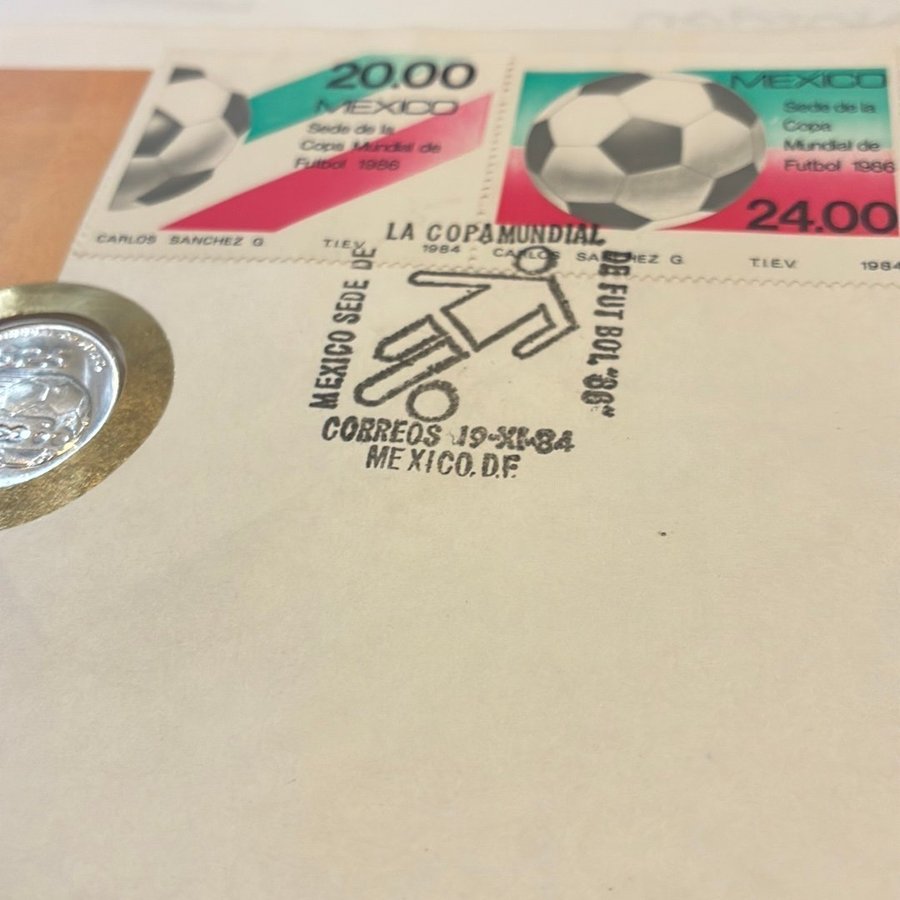 20.00
MEXICO
Sede de la
Copa Mundial de
Futbol 1986
CARLOS SANCHEZ G. T.I.E.V. 1984
MEXICO
Sede de la
Copa
Mundial de
Futbol 1986
24.00
CARLOS SANCHEZ G. T.I.E.V. 1984
MEXICO SEDE DE
LA COPA MUNDIAL
DE FUT BOL "86"
CORREOS 19-XI-84
MEXICO, D.F.